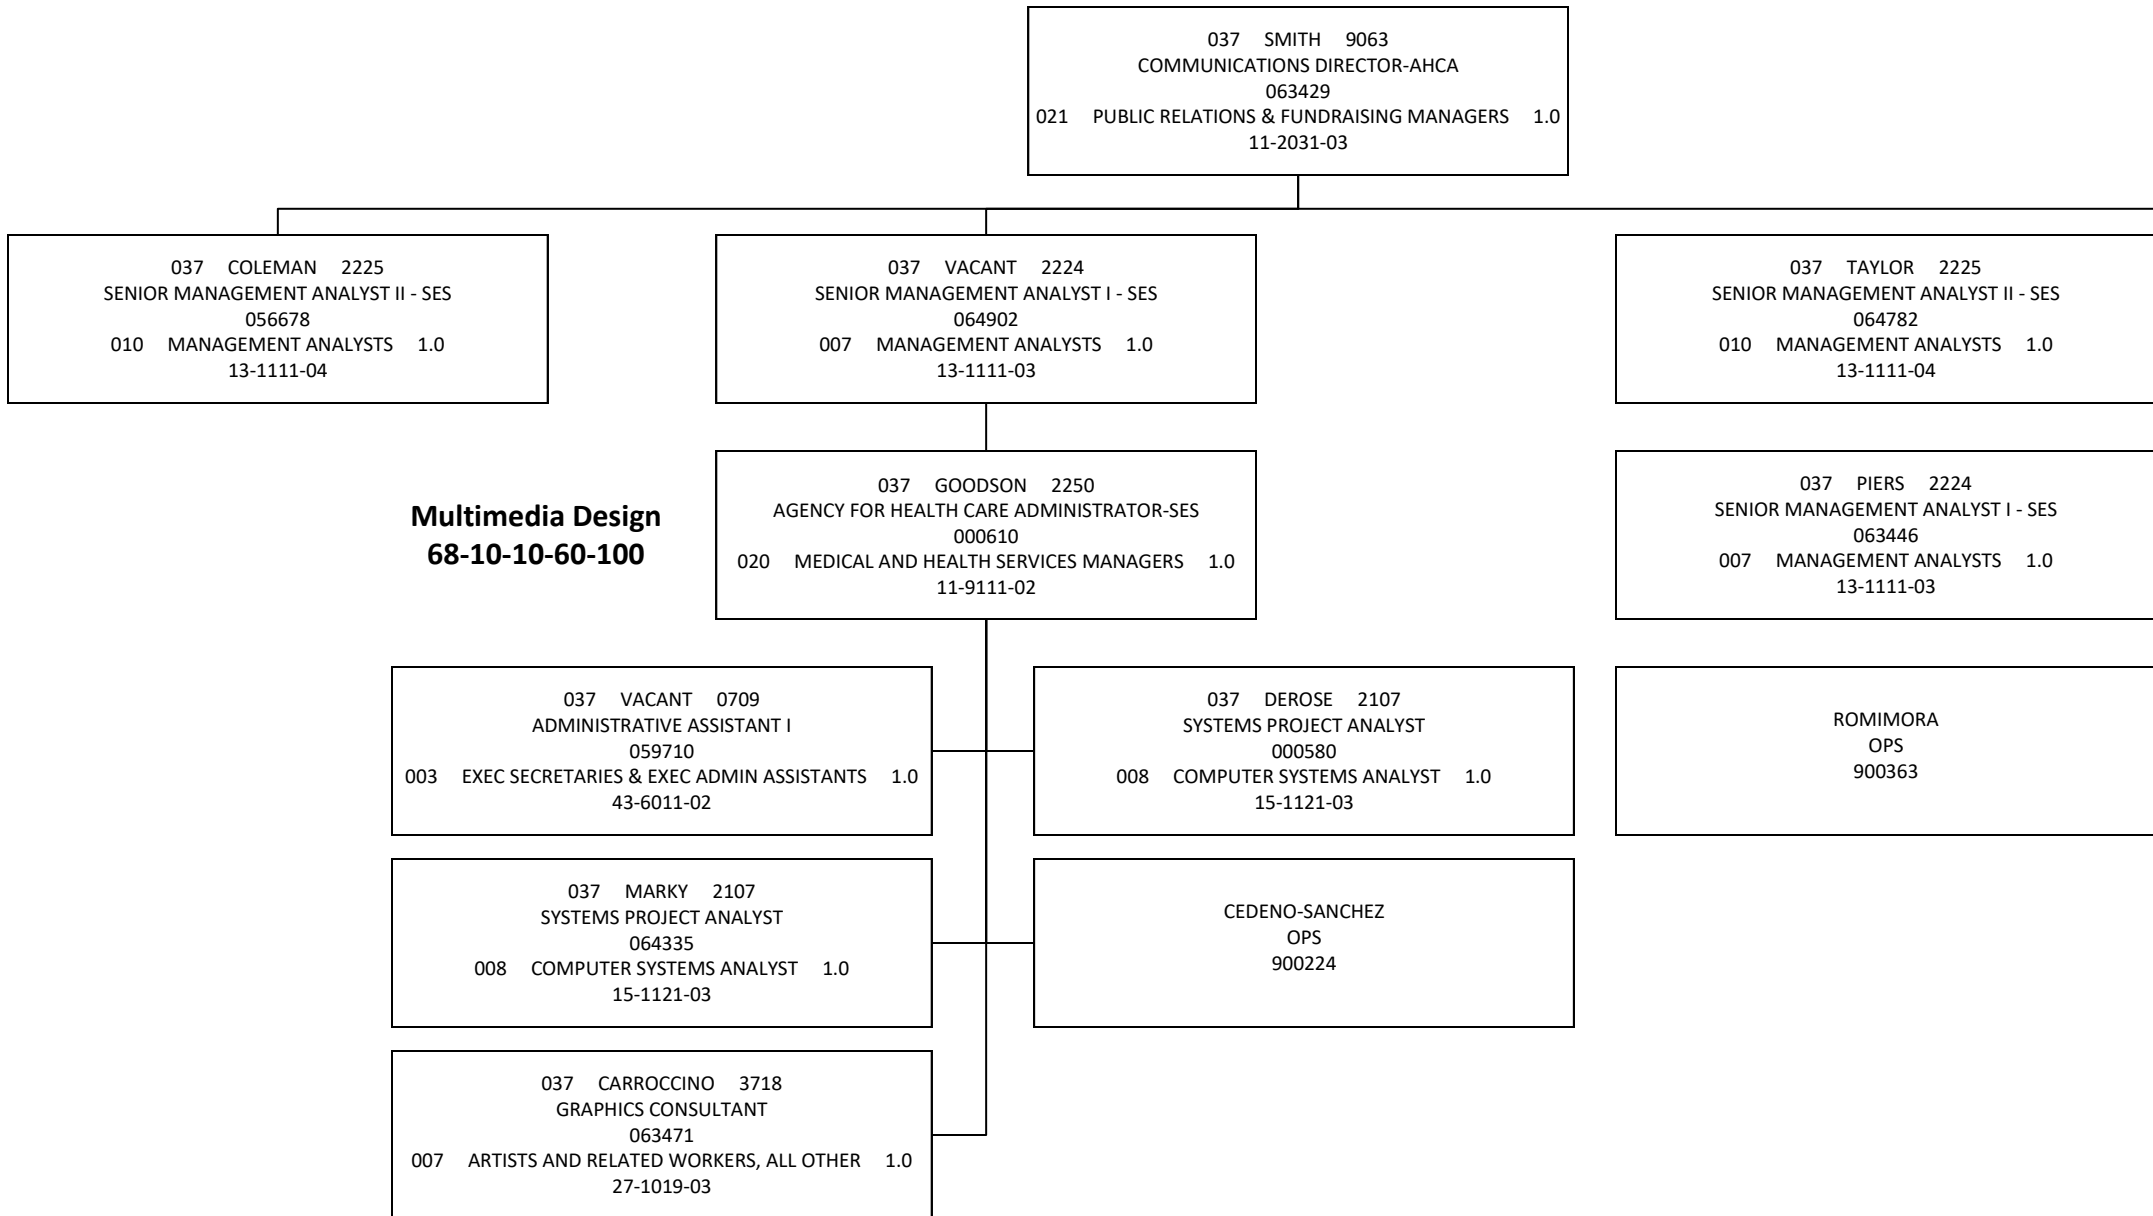 037 SMITH 9063
COMMUNICATIONS DIRECTOR-AHCA
063429
021 PUBLIC RELATIONS & FUNDRAISING MANAGERS 1.0
11-2031-03
037 COLEMAN 2225
SENIOR MANAGEMENT ANALYST II - SES
056678
010 MANAGEMENT ANALYSTS 1.0
13-1111-04
037 VACANT 2224
SENIOR MANAGEMENT ANALYST I - SES
064902
007 MANAGEMENT ANALYSTS 1.0
13-1111-03
037 TAYLOR 2225
SENIOR MANAGEMENT ANALYST II - SES
064782
010 MANAGEMENT ANALYSTS 1.0
13-1111-04
Multimedia Design
68-10-10-60-100
037 GOODSON 2250
AGENCY FOR HEALTH CARE ADMINISTRATOR-SES
000610
020 MEDICAL AND HEALTH SERVICES MANAGERS 1.0
11-9111-02
037 PIERS 2224
SENIOR MANAGEMENT ANALYST I - SES
063446
007 MANAGEMENT ANALYSTS 1.0
13-1111-03
037 VACANT 0709
ADMINISTRATIVE ASSISTANT I
059710
003 EXEC SECRETARIES & EXEC ADMIN ASSISTANTS 1.0
43-6011-02
037 DEROSE 2107
SYSTEMS PROJECT ANALYST
000580
008 COMPUTER SYSTEMS ANALYST 1.0
15-1121-03
ROMIMORA
OPS
900363
037 MARKY 2107
SYSTEMS PROJECT ANALYST
064335
008 COMPUTER SYSTEMS ANALYST 1.0
15-1121-03
CEDENO-SANCHEZ
OPS
900224
037 CARROCCINO 3718
GRAPHICS CONSULTANT
063471
007 ARTISTS AND RELATED WORKERS, ALL OTHER 1.0
27-1019-03